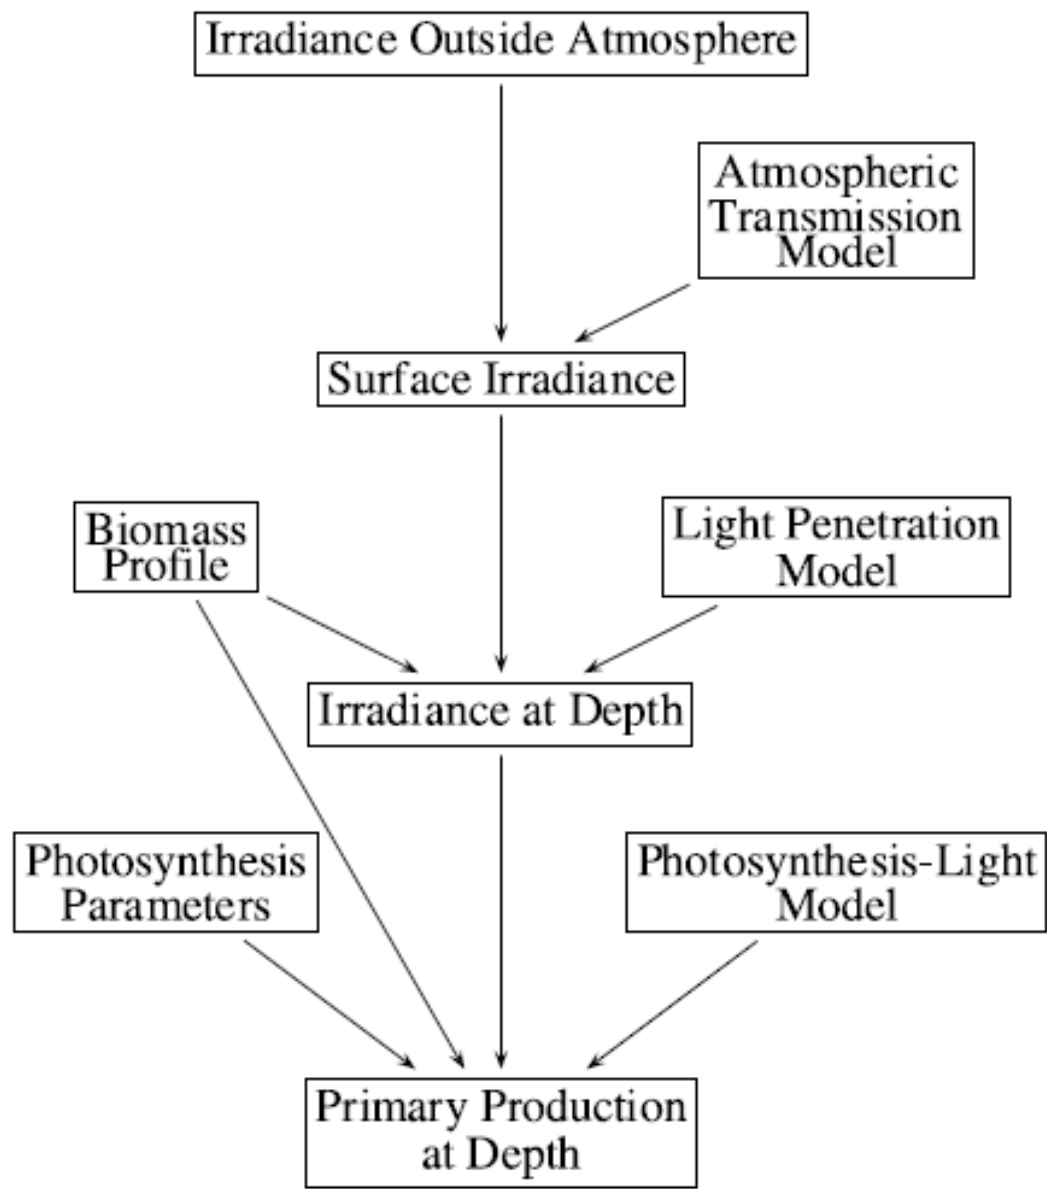 Irradiance Outside Atmosphere
Atmospheric
Transmission
Model
Surface Irradiance
Biomass
Profile
Light Penetration
Model
Irradiance at Depth
Photosynthesis
Parameters
Photosynthesis-Light
Model
Primary Production
at Depth